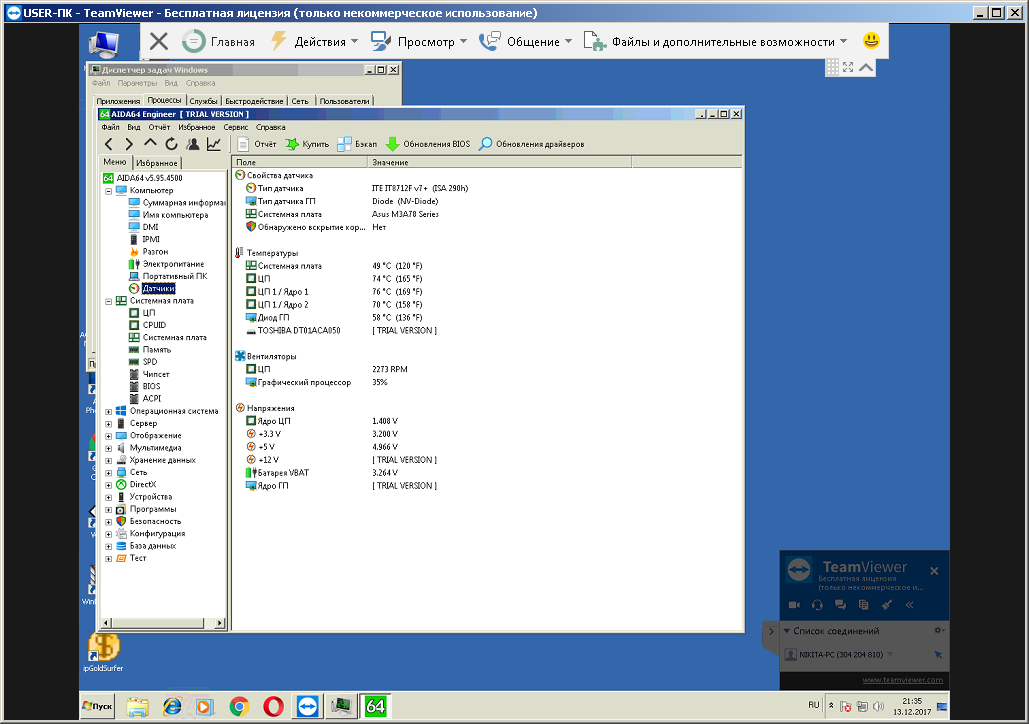 USER-ПК - TeamViewer - Бесплатная лицензия (только некоммерческое использование)
Главная Действия Просмотр Общение Файлы и дополнительные возможности
Диспетчер задач Windows
Файл Параметры Вид Справка
Приложения Процессы Службы Быстродействие Сеть Пользователи
AIDA64 Engineer [ TRIAL VERSION ]
Файл Вид Отчёт Избранное Сервис Справка
Отчёт Купить Бэкап Обновления BIOS Обновления драйверов
Меню Избранное
AIDA64 v5.95.4500
Компьютер
Суммарная информа
Имя компьютера
DMI
IPMI
Разгон
Электропитание
Портативный ПК
Датчики
Системная плата
ЦП
CPUID
Системная плата
Память
SPD
Чипсет
BIOS
ACPI
Операционная система
Сервер
Отображение
Мультимедиа
Хранение данных
Сеть
DirectX
Устройства
Программы
Безопасность
Конфигурация
База данных
Тест
Поле Значение
Свойства датчика
Тип датчика ITE IT8712F v7+ (ISA 290h)
Тип датчика ГП Diode (NV-Diode)
Системная плата Asus M3A78 Series
Обнаружено вскрытие кор... Нет
Температуры
Системная плата 49 °C (120 °F)
ЦП 74 °C (165 °F)
ЦП 1 / Ядро 1 76 °C (169 °F)
ЦП 1 / Ядро 2 70 °C (158 °F)
Диод ГП 58 °C (136 °F)
TOSHIBA DT01ACA050 [ TRIAL VERSION ]
Вентиляторы
ЦП 2273 RPM
Графический процессор 35%
Напряжения
Ядро ЦП 1.408 V
+3.3 V 3.200 V
+5 V 4.966 V
+12 V [ TRIAL VERSION ]
Батарея VBAT 3.264 V
Ядро ГП [ TRIAL VERSION ]
TeamViewer
Бесплатная лицензия
(только некоммерческое и...
Список соединений
NIKITA-PC (304 204 810)
www.teamviewer.com
ipGoldSurfer
Пуск
64
RU
21:35
13.12.2017